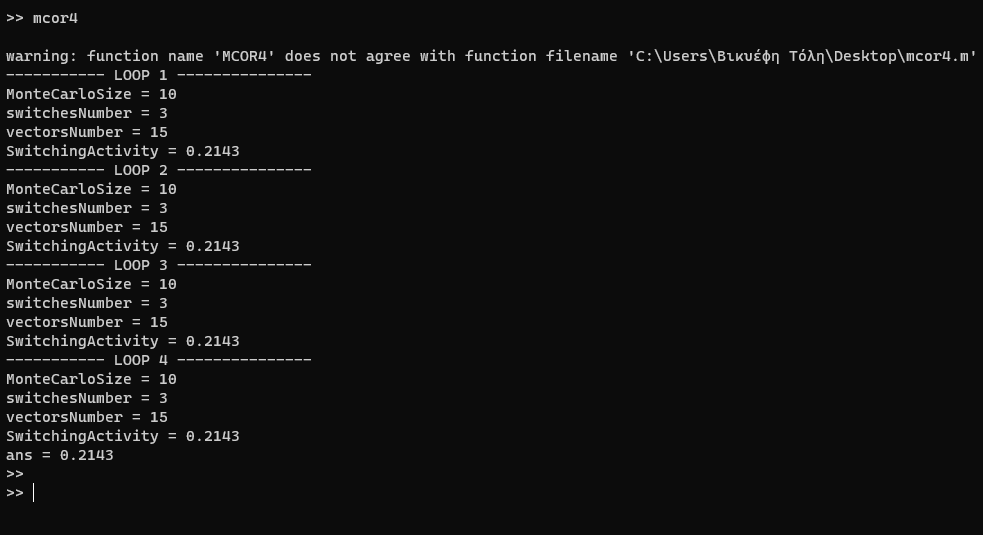 >> mcor4
warning: function name 'MCOR4' does not agree with function filename 'C:\Users\Βικυέφη Τόλη\Desktop\mcor4.m'
----------- LOOP 1 ---------------
MonteCarloSize = 10
switchesNumber = 3
vectorsNumber = 15
SwitchingActivity = 0.2143
----------- LOOP 2 ---------------
MonteCarloSize = 10
switchesNumber = 3
vectorsNumber = 15
SwitchingActivity = 0.2143
----------- LOOP 3 ---------------
MonteCarloSize = 10
switchesNumber = 3
vectorsNumber = 15
SwitchingActivity = 0.2143
----------- LOOP 4 ---------------
MonteCarloSize = 10
switchesNumber = 3
vectorsNumber = 15
SwitchingActivity = 0.2143
ans = 0.2143
>>
>>